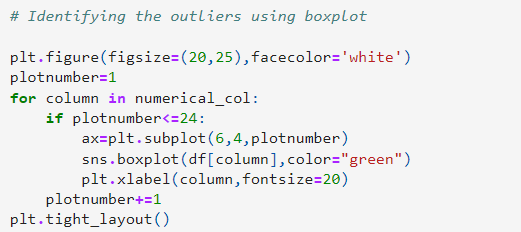 # Identifying the outliers using boxplot
plt.figure(figsize=(20,25),facecolor='white')
plotnumber=1
for column in numerical_col:
    if plotnumber<=24:
        ax=plt.subplot(6,4,plotnumber)
        sns.boxplot(df[column],color="green")
        plt.xlabel(column,fontsize=20)
    plotnumber+=1
plt.tight_layout()